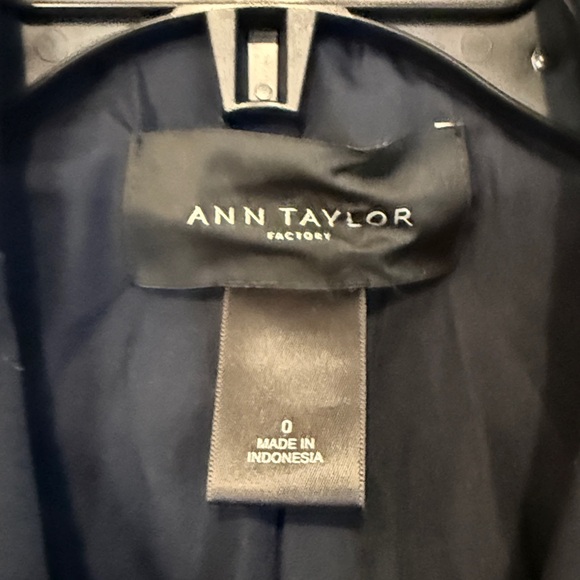 ANN TAYLOR
FACTORY
0
MADE IN
INDONESIA